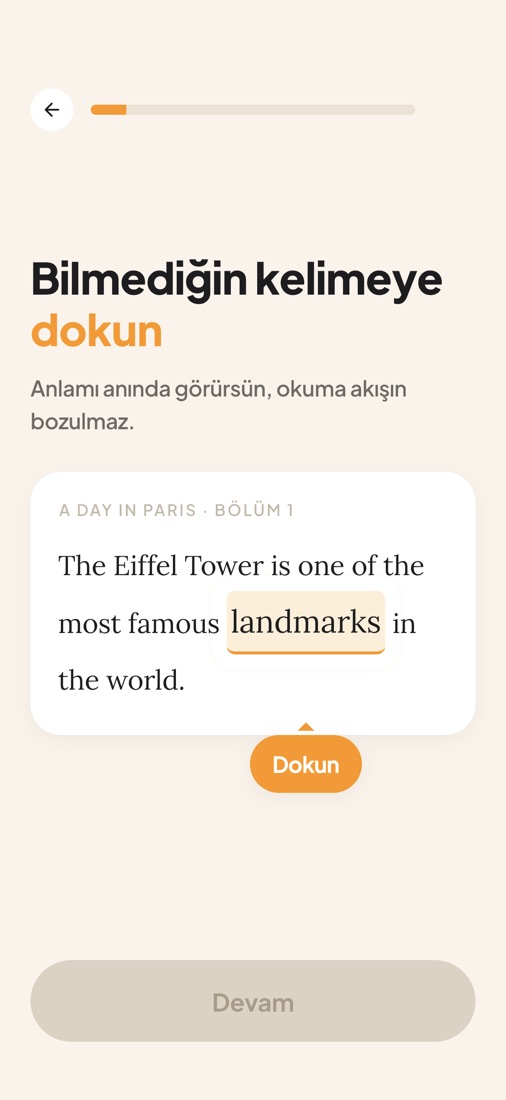 Bilmediğin kelimeye
dokun
Anlamı anında görürsün, okuma akışın
bozulmaz.
A DAY IN PARIS · BÖLÜM 1
The Eiffel Tower is one of the
most famous landmarks in
the world.
Dokun
Devam